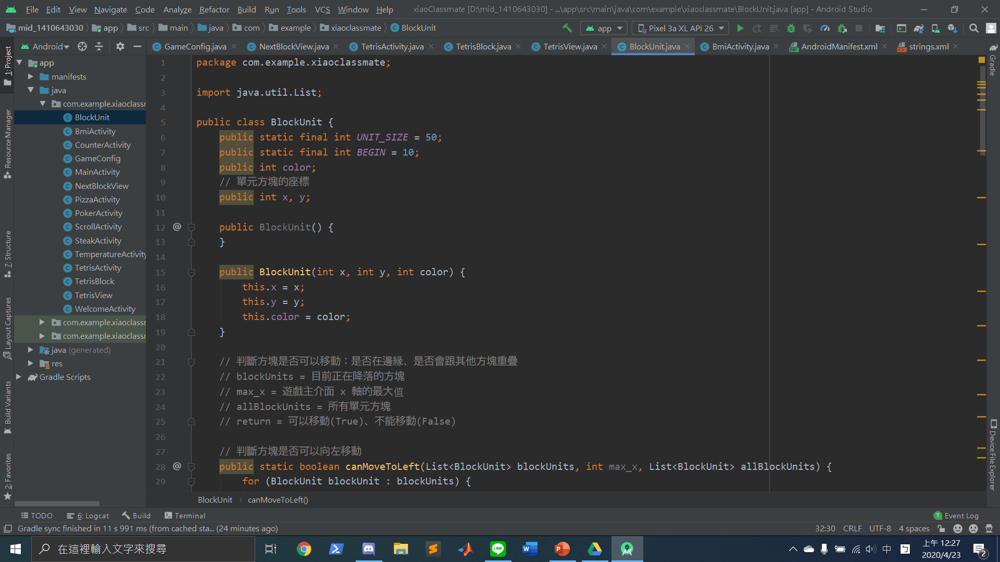 File Edit View Navigate Code Analyze Refactor Build Run Tools VCS Window Help xiaoClassmate [D:\mid_1410643030] - ...\app\src\main\java\com\example\xiaoclassmate\BlockUnit.java [app] - Android Studio
mid_1410643030 app src main java com example xiaoclassmate BlockUnit app Pixel 3a XL API 26
Android GameConfig.java NextBlockView.java TetrisActivity.java TetrisBlock.java TetrisView.java BlockUnit.java BmiActivity.java AndroidManifest.xml strings.xml
1: Project
Resource Manager
7: Structure
Layout Captures
Build Variants
2: Favorites
app
manifests
java
com.example.xiaoclassr
BlockUnit
BmiActivity
CounterActivity
GameConfig
MainActivity
NextBlockView
PizzaActivity
PokerActivity
ScrollActivity
SteakActivity
TemperatureActivity
TetrisActivity
TetrisBlock
TetrisView
WelcomeActivity
com.example.xiaoclassr
com.example.xiaoclassr
java (generated)
res
Gradle Scripts
1 package com.example.xiaoclassmate;
2
3 import java.util.List;
4
5 public class BlockUnit {
6 public static final int UNIT_SIZE = 50;
7 public static final int BEGIN = 10;
8 public int color;
9 // 單元方塊的座標
10 public int x, y;
11
12 @ public BlockUnit() {
13 }
14
15 public BlockUnit(int x, int y, int color) {
16 this.x = x;
17 this.y = y;
18 this.color = color;
19 }
20
21 // 判斷方塊是否可以移動：是否在邊緣、是否會跟其他方塊重疊
22 // blockUnits = 目前正在降落的方塊
23 // max_x = 遊戲主介面 x 軸的最大值
24 // allBlockUnits = 所有單元方塊
25 // return = 可以移動(True)、不能移動(False)
26
27 // 判斷方塊是否可以向左移動
28 @ public static boolean canMoveToLeft(List<BlockUnit> blockUnits, int max_x, List<BlockUnit> allBlockUnits) {
29 for (BlockUnit blockUnit : blockUnits) {
BlockUnit › canMoveToLeft()
Gradle
Device File Explorer
TODO 6: Logcat Build Terminal 1 Event Log
Gradle sync finished in 11 s 991 ms (from cached sta... (24 minutes ago) 32:30 CRLF UTF-8 4 spaces
在這裡輸入文字來搜尋 LINE W P 中 ㄅ 上午 12:27
2020/4/23 2